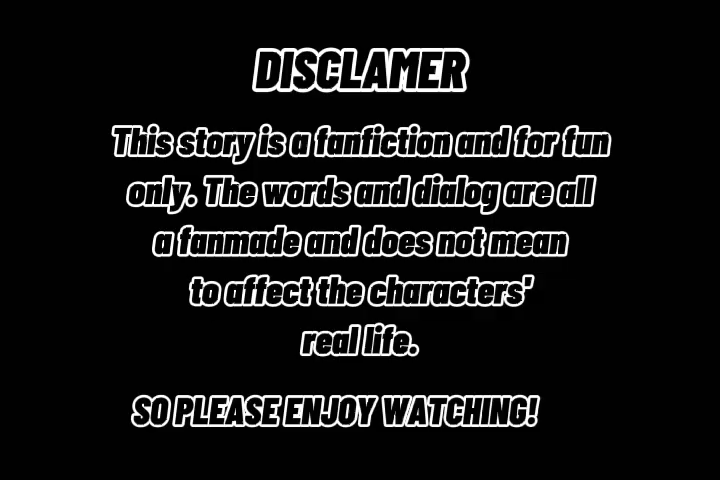 DISCLAMER
This story is a fanfiction and for fun
only. The words and dialog are all
a fanmade and does not mean
to affect the characters'
real life.
SO PLEASE ENJOY WATCHING!